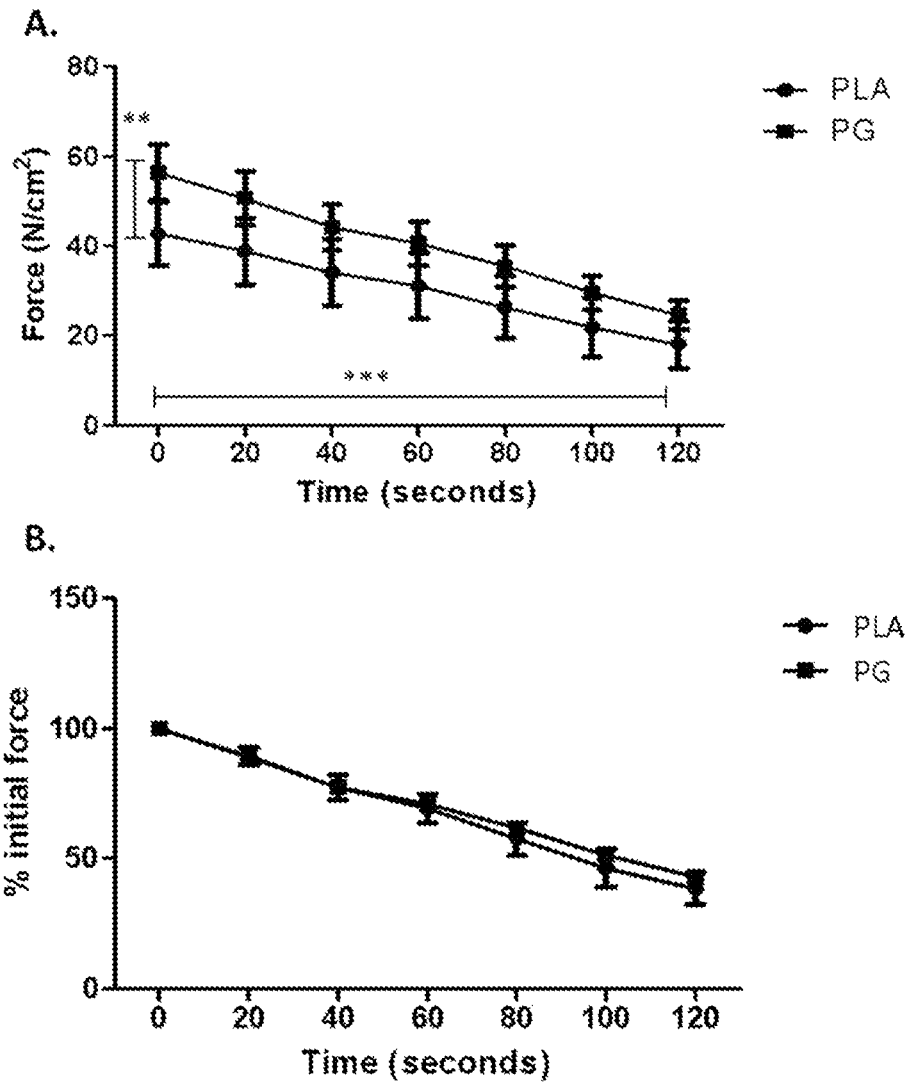 A.
80
60
40
20
0
Force (N/cm²)
**
***
0 20 40 60 80 100 120
Time (seconds)
PLA
PG
B.
150
100
50
0
% initial force
0 20 40 60 80 100 120
Time (seconds)
PLA
PG